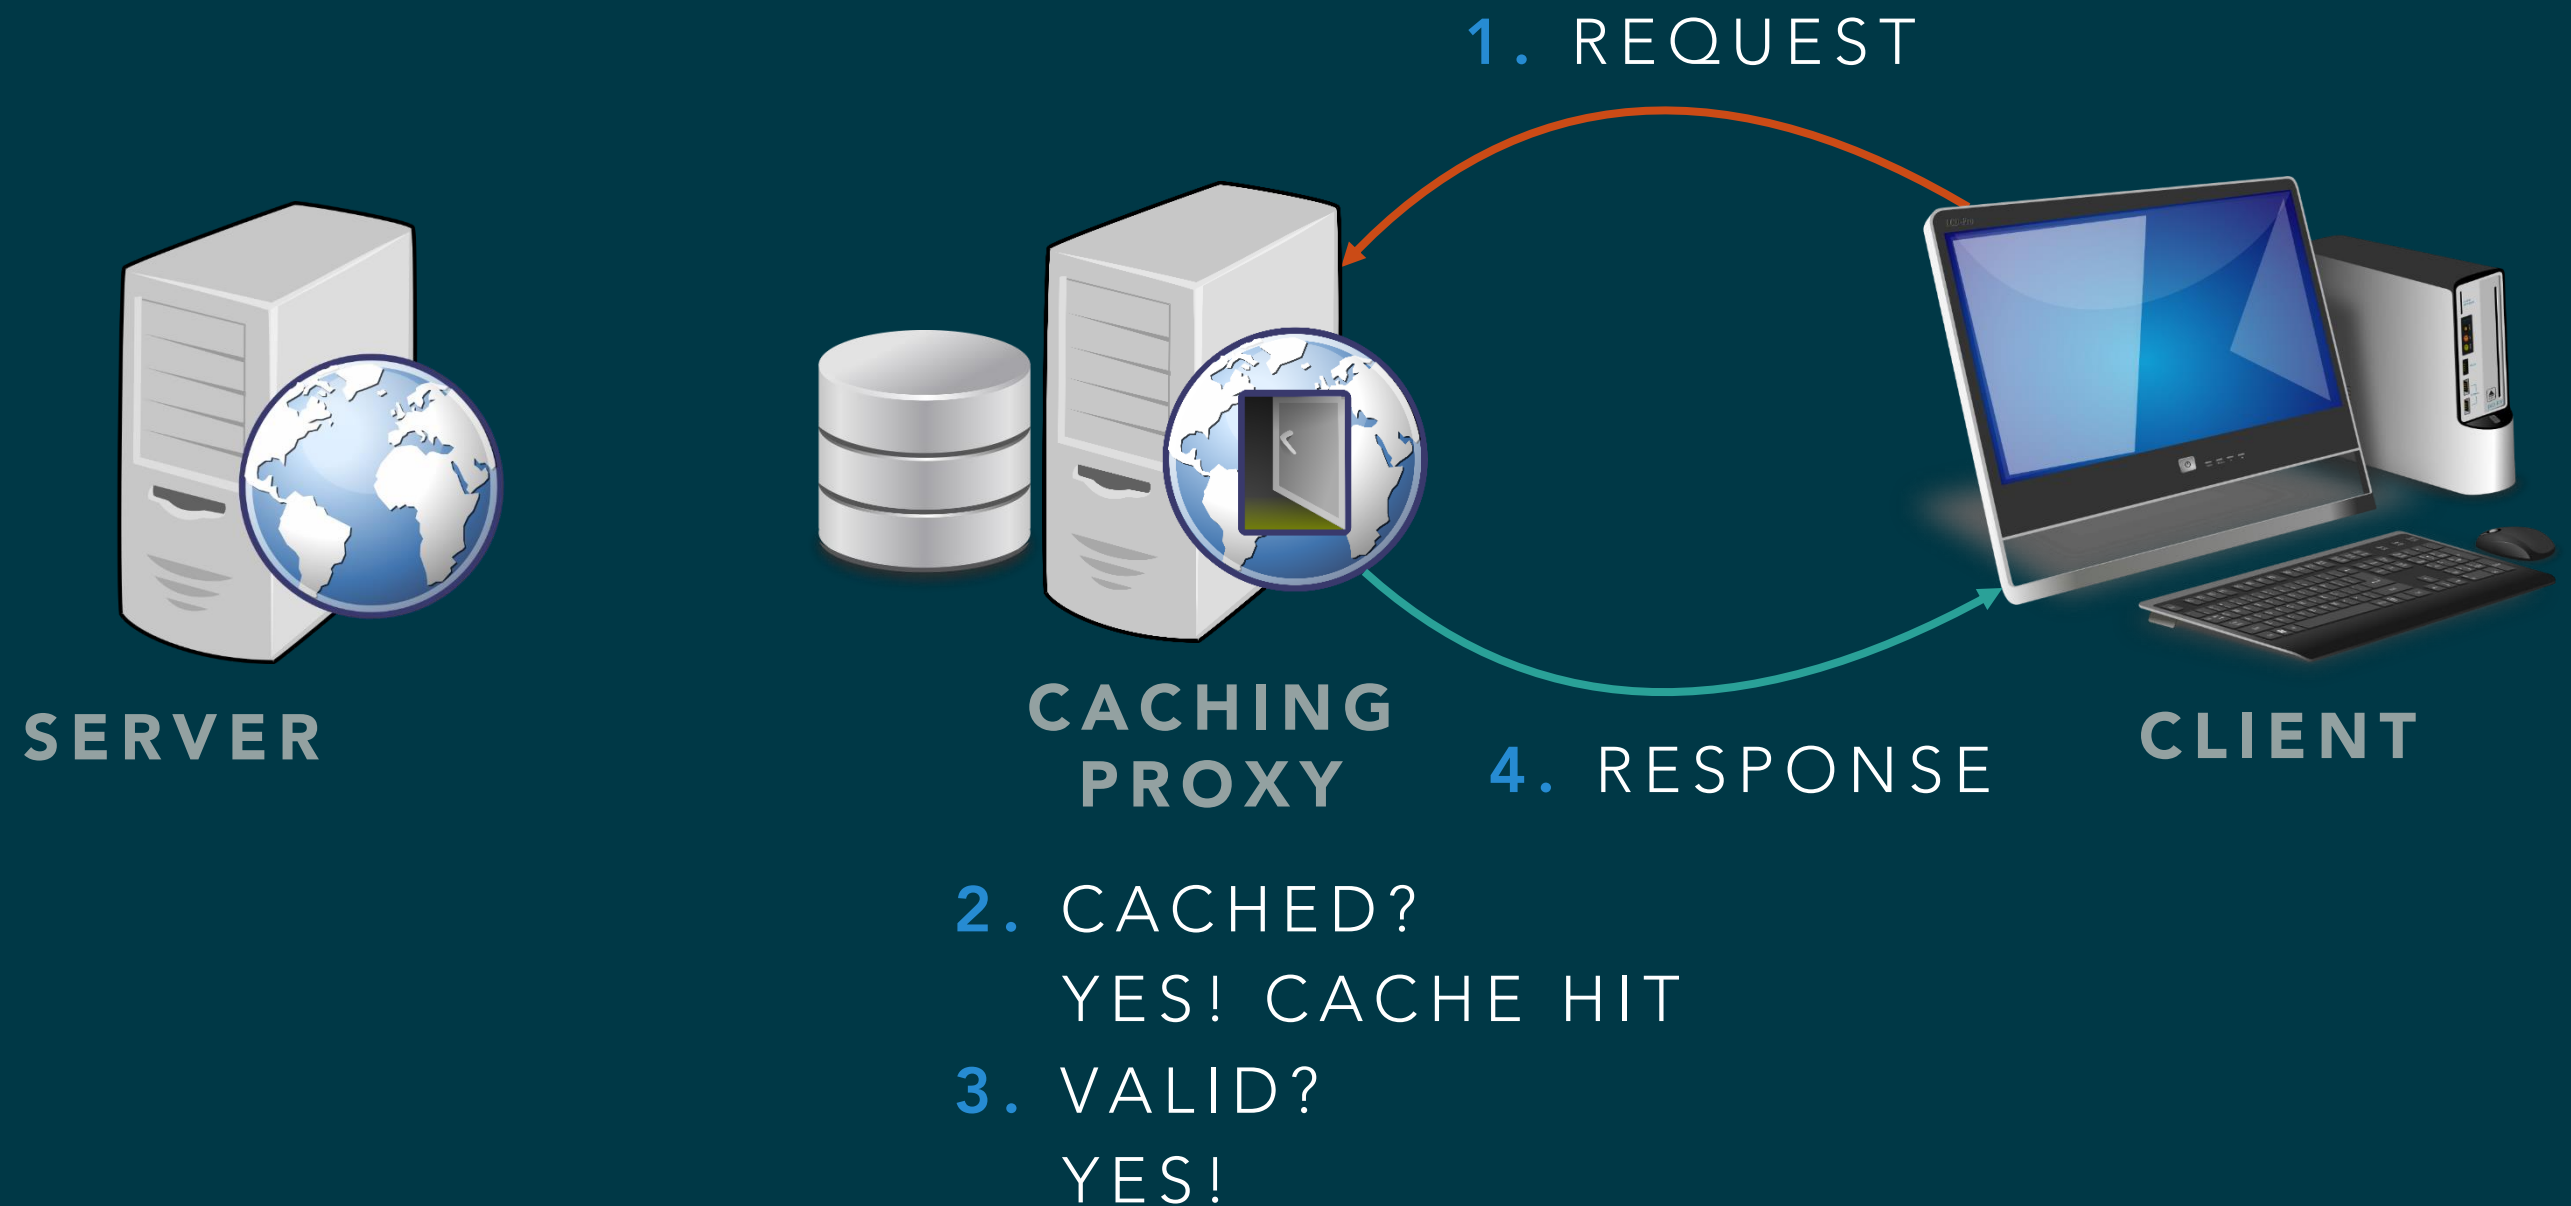 1. REQUEST
SERVER
CACHING
PROXY
CLIENT
4. RESPONSE
2. CACHED?
YES! CACHE HIT
3. VALID?
YES!